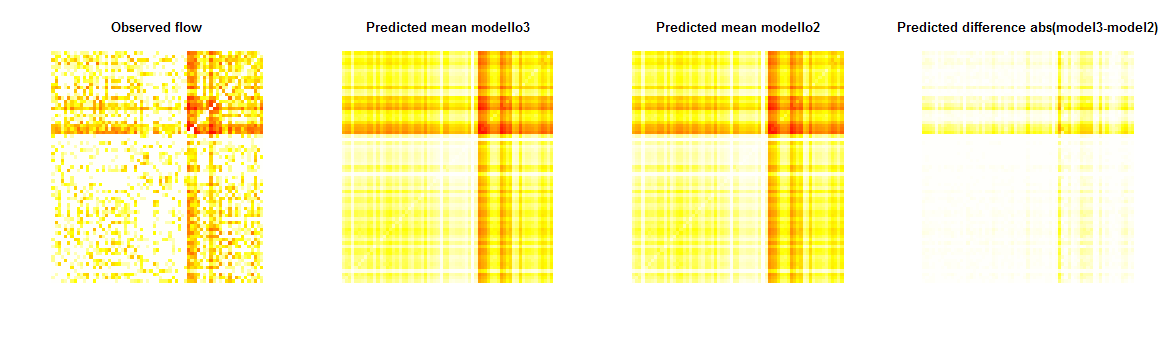 Observed flow
Predicted mean modello3
Predicted mean modello2
Predicted difference abs(model3-model2)